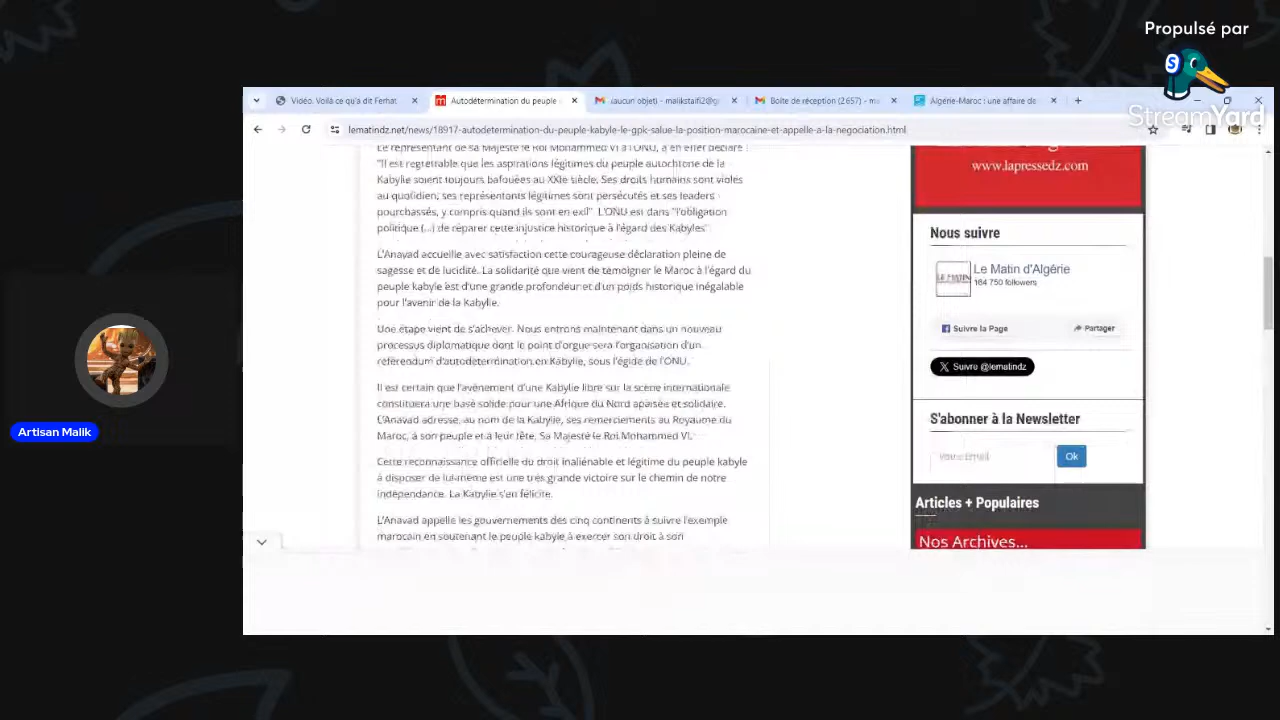 Propulsé par
StreamYard
Vidéo. Voilà ce qu'a dit Ferhat
Autodétermination du peuple
(aucun objet) - malikstaifi2@g
Boîte de réception (2 657) - m
Algérie-Maroc : une affaire de
lematindz.net/news/18917-autodetermination-du-peuple-kabyle-le-gpk-salue-la-position-marocaine-et-appelle-a-la-negociation.html
Le représentant de sa Majesté le Roi Mohammed VI à l'ONU, a en effet déclaré :
"Il est regrettable que les aspirations légitimes du peuple autochtone de la
Kabylie soient toujours bafouées au XXIe siècle. Ses droits humains sont violés
au quotidien, ses représentants légitimes sont persécutés et ses leaders
pourchassés, y compris quand ils sont en exil". L'ONU est dans "l'obligation
politique (...) de réparer cette injustice historique à l'égard des Kabyles"
L'Anavad accueille avec satisfaction cette courageuse déclaration pleine de
sagesse et de lucidité. La solidarité que vient de témoigner le Maroc à l'égard du
peuple kabyle est d'une grande profondeur et d'un poids historique inégalable
pour l'avenir de la Kabylie.
Une étape vient de s'achever. Nous entrons maintenant dans un nouveau
processus diplomatique dont le point d'orgue sera l'organisation d'un
référendum d'autodétermination en Kabylie, sous l'égide de l'ONU.
Il est certain que l'avènement d'une Kabylie libre sur la scène internationale
constituera une base solide pour une Afrique du Nord apaisée et solidaire.
L'Anavad adresse, au nom de la Kabylie, ses remerciements au Royaume du
Maroc, à son peuple et à leur tête, Sa Majesté le Roi Mohammed VI.
Cette reconnaissance officielle du droit inaliénable et légitime du peuple kabyle
à disposer de lui-même est une très grande victoire sur le chemin de notre
indépendance. La Kabylie s'en félicite.
L'Anavad appelle les gouvernements des cinq continents à suivre l'exemple
marocain en soutenant le peuple kabyle à exercer son droit à son
www.lapressedz.com
Nous suivre
LE MATIN
Le Matin d'Algérie
164 750 followers
Suivre la Page
Partager
Suivre @lematindz
S'abonner à la Newsletter
Votre Email
Ok
Articles + Populaires
Nos Archives...
Artisan Malik